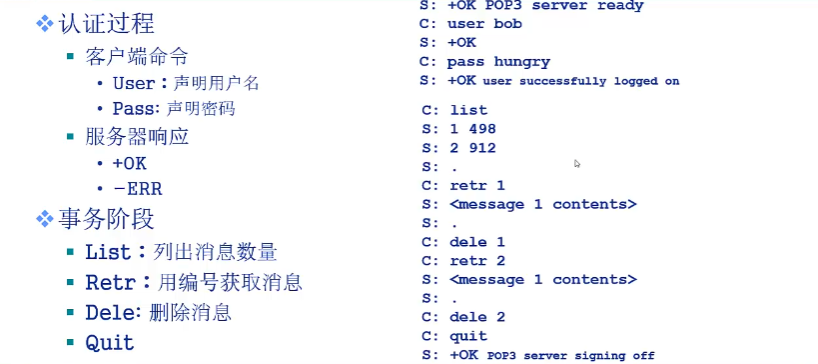 认证过程
客户端命令
User：声明用户名
Pass: 声明密码
服务器响应
+OK
-ERR
事务阶段
List：列出消息数量
Retr：用编号获取消息
Dele: 删除消息
Quit
S: +OK POP3 server ready
C: user bob
S: +OK
C: pass hungry
S: +OK user successfully logged on
C: list
S: 1 498
S: 2 912
S: .
C: retr 1
S: <message 1 contents>
S: .
C: dele 1
C: retr 2
S: <message 1 contents>
S: .
C: dele 2
C: quit
S: +OK POP3 server signing off